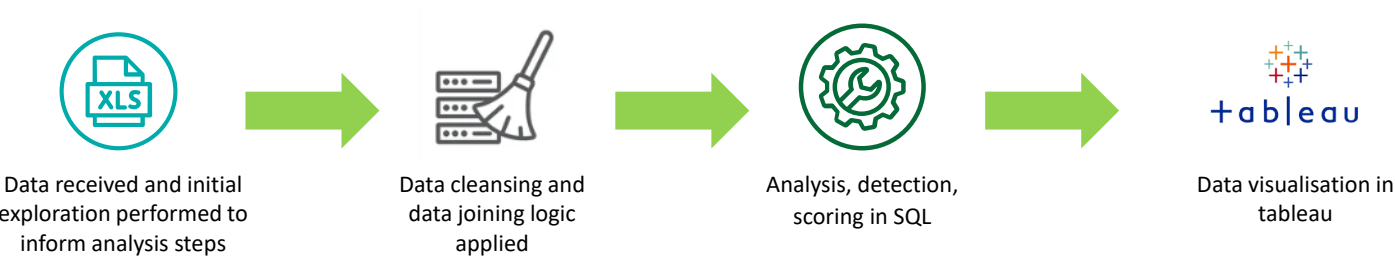 XLS
+ableau
Data received and initial
exploration performed to
inform analysis steps
Data cleansing and
data joining logic
applied
Analysis, detection,
scoring in SQL
Data visualisation in
tableau